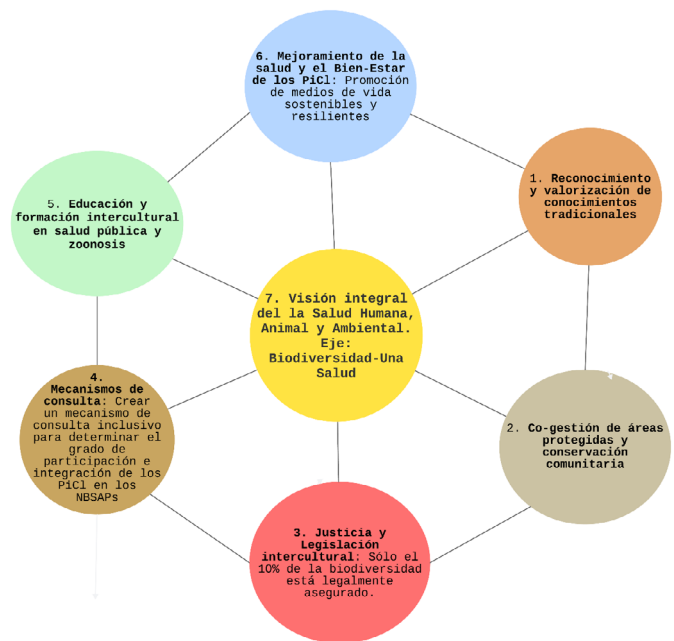 6. Mejoramiento de la
salud y el Bien-Estar
de los PiCl: Promoción
de medios de vida
sostenibles y
resilientes
1. Reconocimiento
y valorización de
conocimientos
tradicionales
5. Educación y
formación intercultural
en salud pública y
zoonosis
7. Visión integral
del la Salud Humana,
Animal y Ambiental.
Eje:
Biodiversidad-Una
Salud
4.
Mecanismos de
consulta: Crear
un mecanismo de
consulta inclusivo
para determinar el
grado de
participación e
integración de los
PiCl en los
NBSAPs
2. Co-gestión de áreas
protegidas y
conservación
comunitaria
3. Justicia y
Legislación
intercultural: Sólo el
10% de la biodiversidad
está legalmente
asegurado.